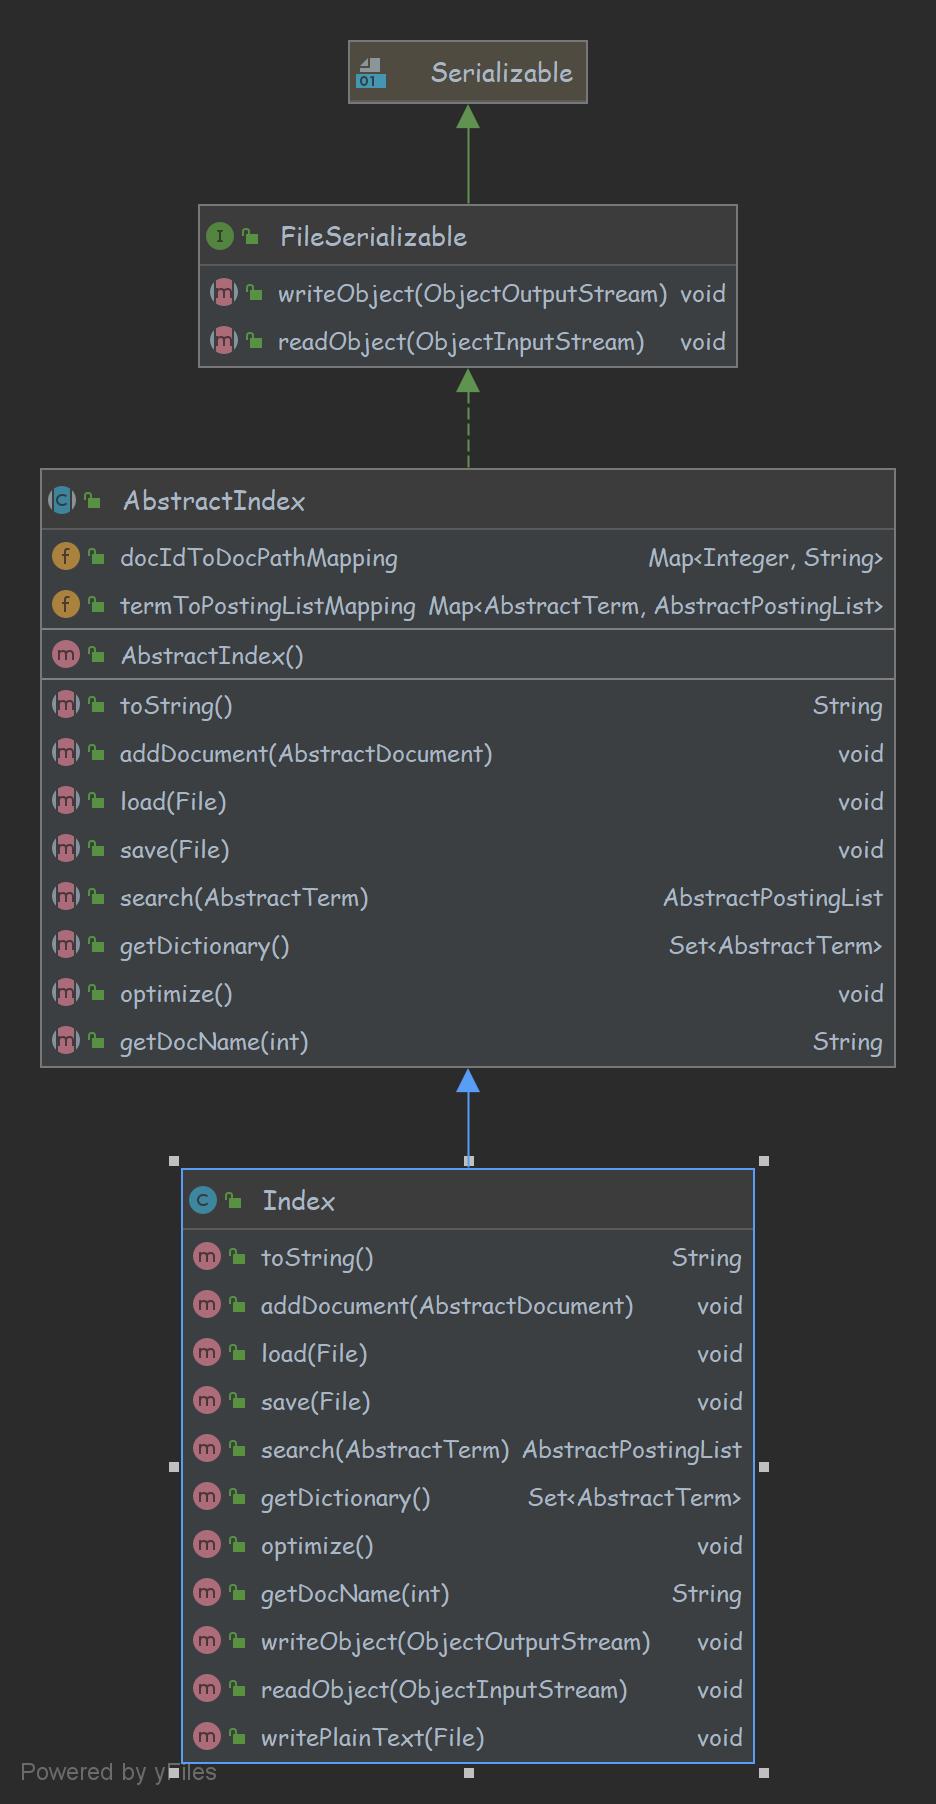 01 Serializable
I FileSerializable
m writeObject(ObjectOutputStream) void
m readObject(ObjectInputStream) void
C AbstractIndex
f docIdToDocPathMapping Map<Integer, String>
f termToPostingListMapping Map<AbstractTerm, AbstractPostingList>
m AbstractIndex()
m toString() String
m addDocument(AbstractDocument) void
m load(File) void
m save(File) void
m search(AbstractTerm) AbstractPostingList
m getDictionary() Set<AbstractTerm>
m optimize() void
m getDocName(int) String
C Index
m toString() String
m addDocument(AbstractDocument) void
m load(File) void
m save(File) void
m search(AbstractTerm) AbstractPostingList
m getDictionary() Set<AbstractTerm>
m optimize() void
m getDocName(int) String
m writeObject(ObjectOutputStream) void
m readObject(ObjectInputStream) void
m writePlainText(File) void
Powered by yFiles